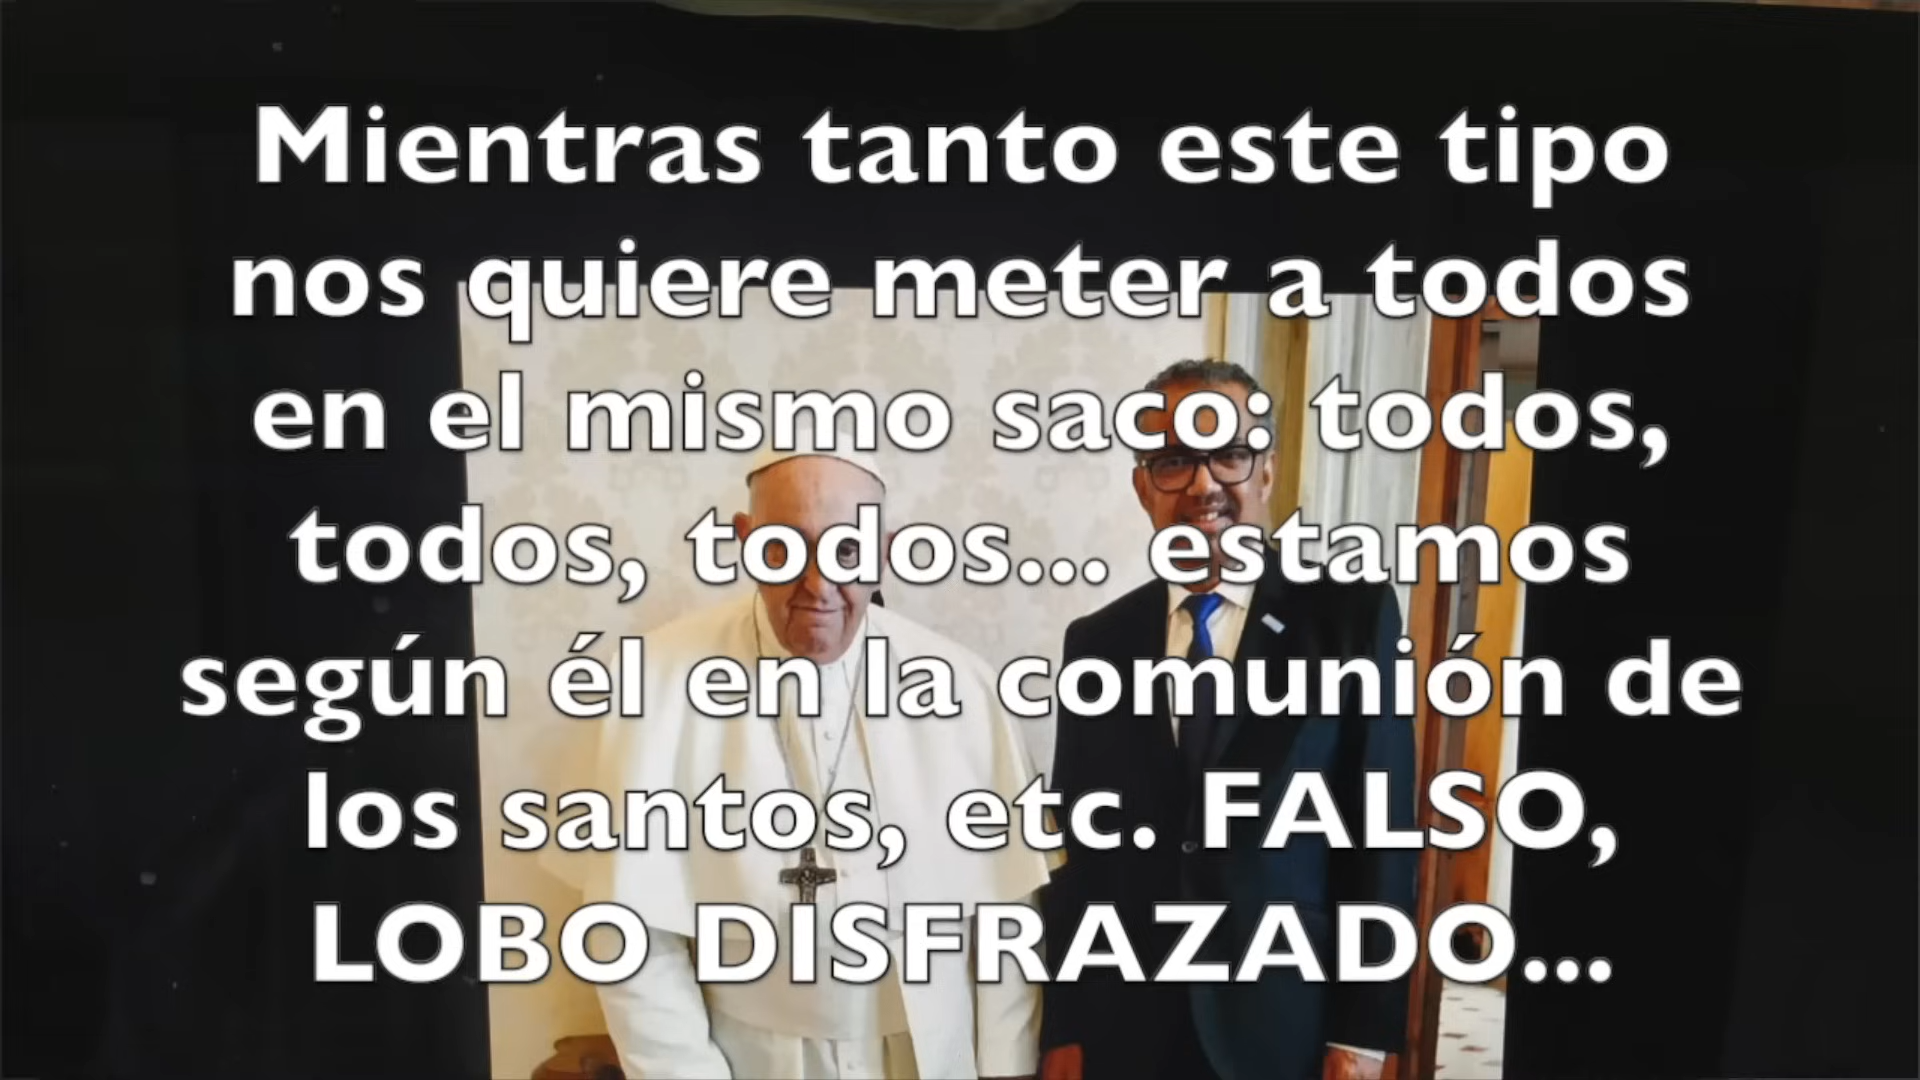 Mientras tanto este tipo
nos quiere meter a todos
en el mismo saco: todos,
todos, todos... estamos
según él en la comunión de
los santos, etc. FALSO,
LOBO DISFRAZADO...